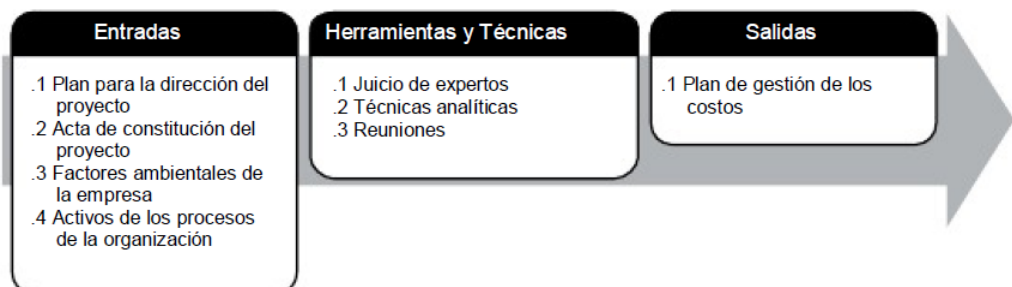 Entradas
.1 Plan para la dirección del
proyecto
.2 Acta de constitución del
proyecto
.3 Factores ambientales de
la empresa
.4 Activos de los procesos
de la organización
Herramientas y Técnicas
.1 Juicio de expertos
.2 Técnicas analíticas
.3 Reuniones
Salidas
.1 Plan de gestión de los
costos